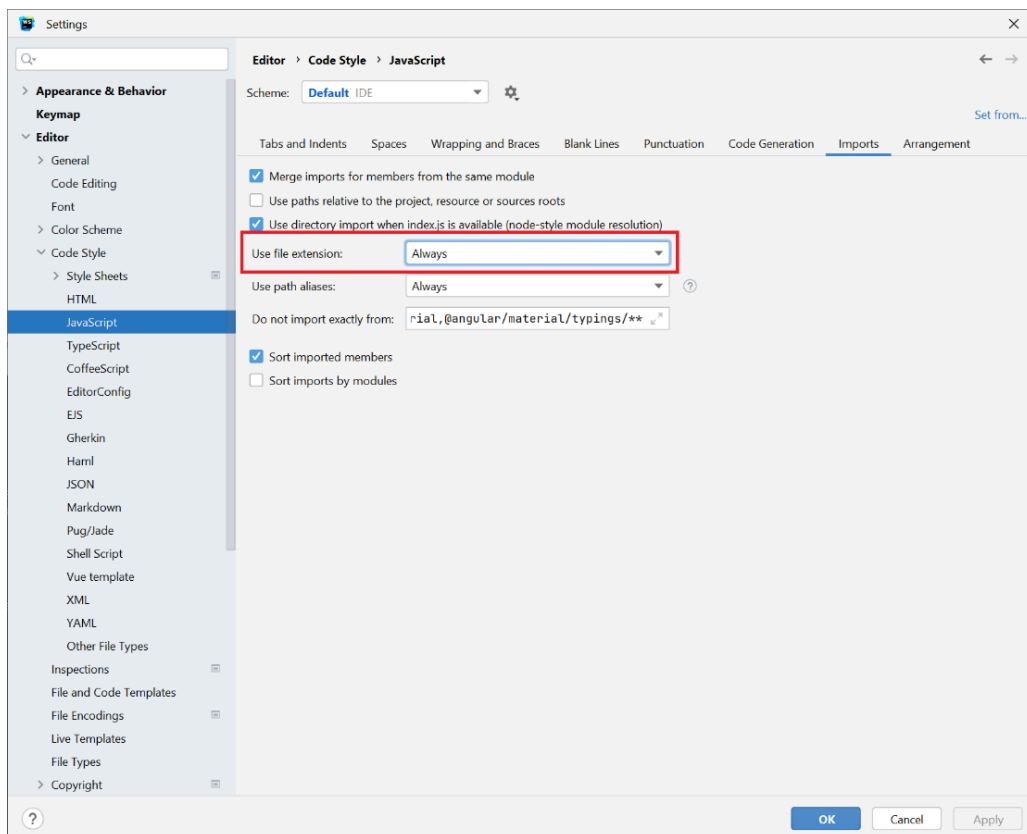 Settings
Appearance & Behavior
Keymap
Editor
General
Code Editing
Font
Color Scheme
Code Style
Style Sheets
HTML
JavaScript
TypeScript
CoffeeScript
EditorConfig
EJS
Gherkin
Haml
JSON
Markdown
Pug/Jade
Shell Script
Vue template
XML
YAML
Other File Types
Inspections
File and Code Templates
File Encodings
Live Templates
File Types
Copyright
Editor › Code Style › JavaScript
Scheme: Default IDE
Set from...
Tabs and Indents Spaces Wrapping and Braces Blank Lines Punctuation Code Generation Imports Arrangement
Merge imports for members from the same module
Use paths relative to the project, resource or sources roots
Use directory import when index.js is available (node-style module resolution)
Use file extension: Always
Use path aliases: Always ?
Do not import exactly from: rial,@angular/material/typings/**
Sort imported members
Sort imports by modules
? OK Cancel Apply